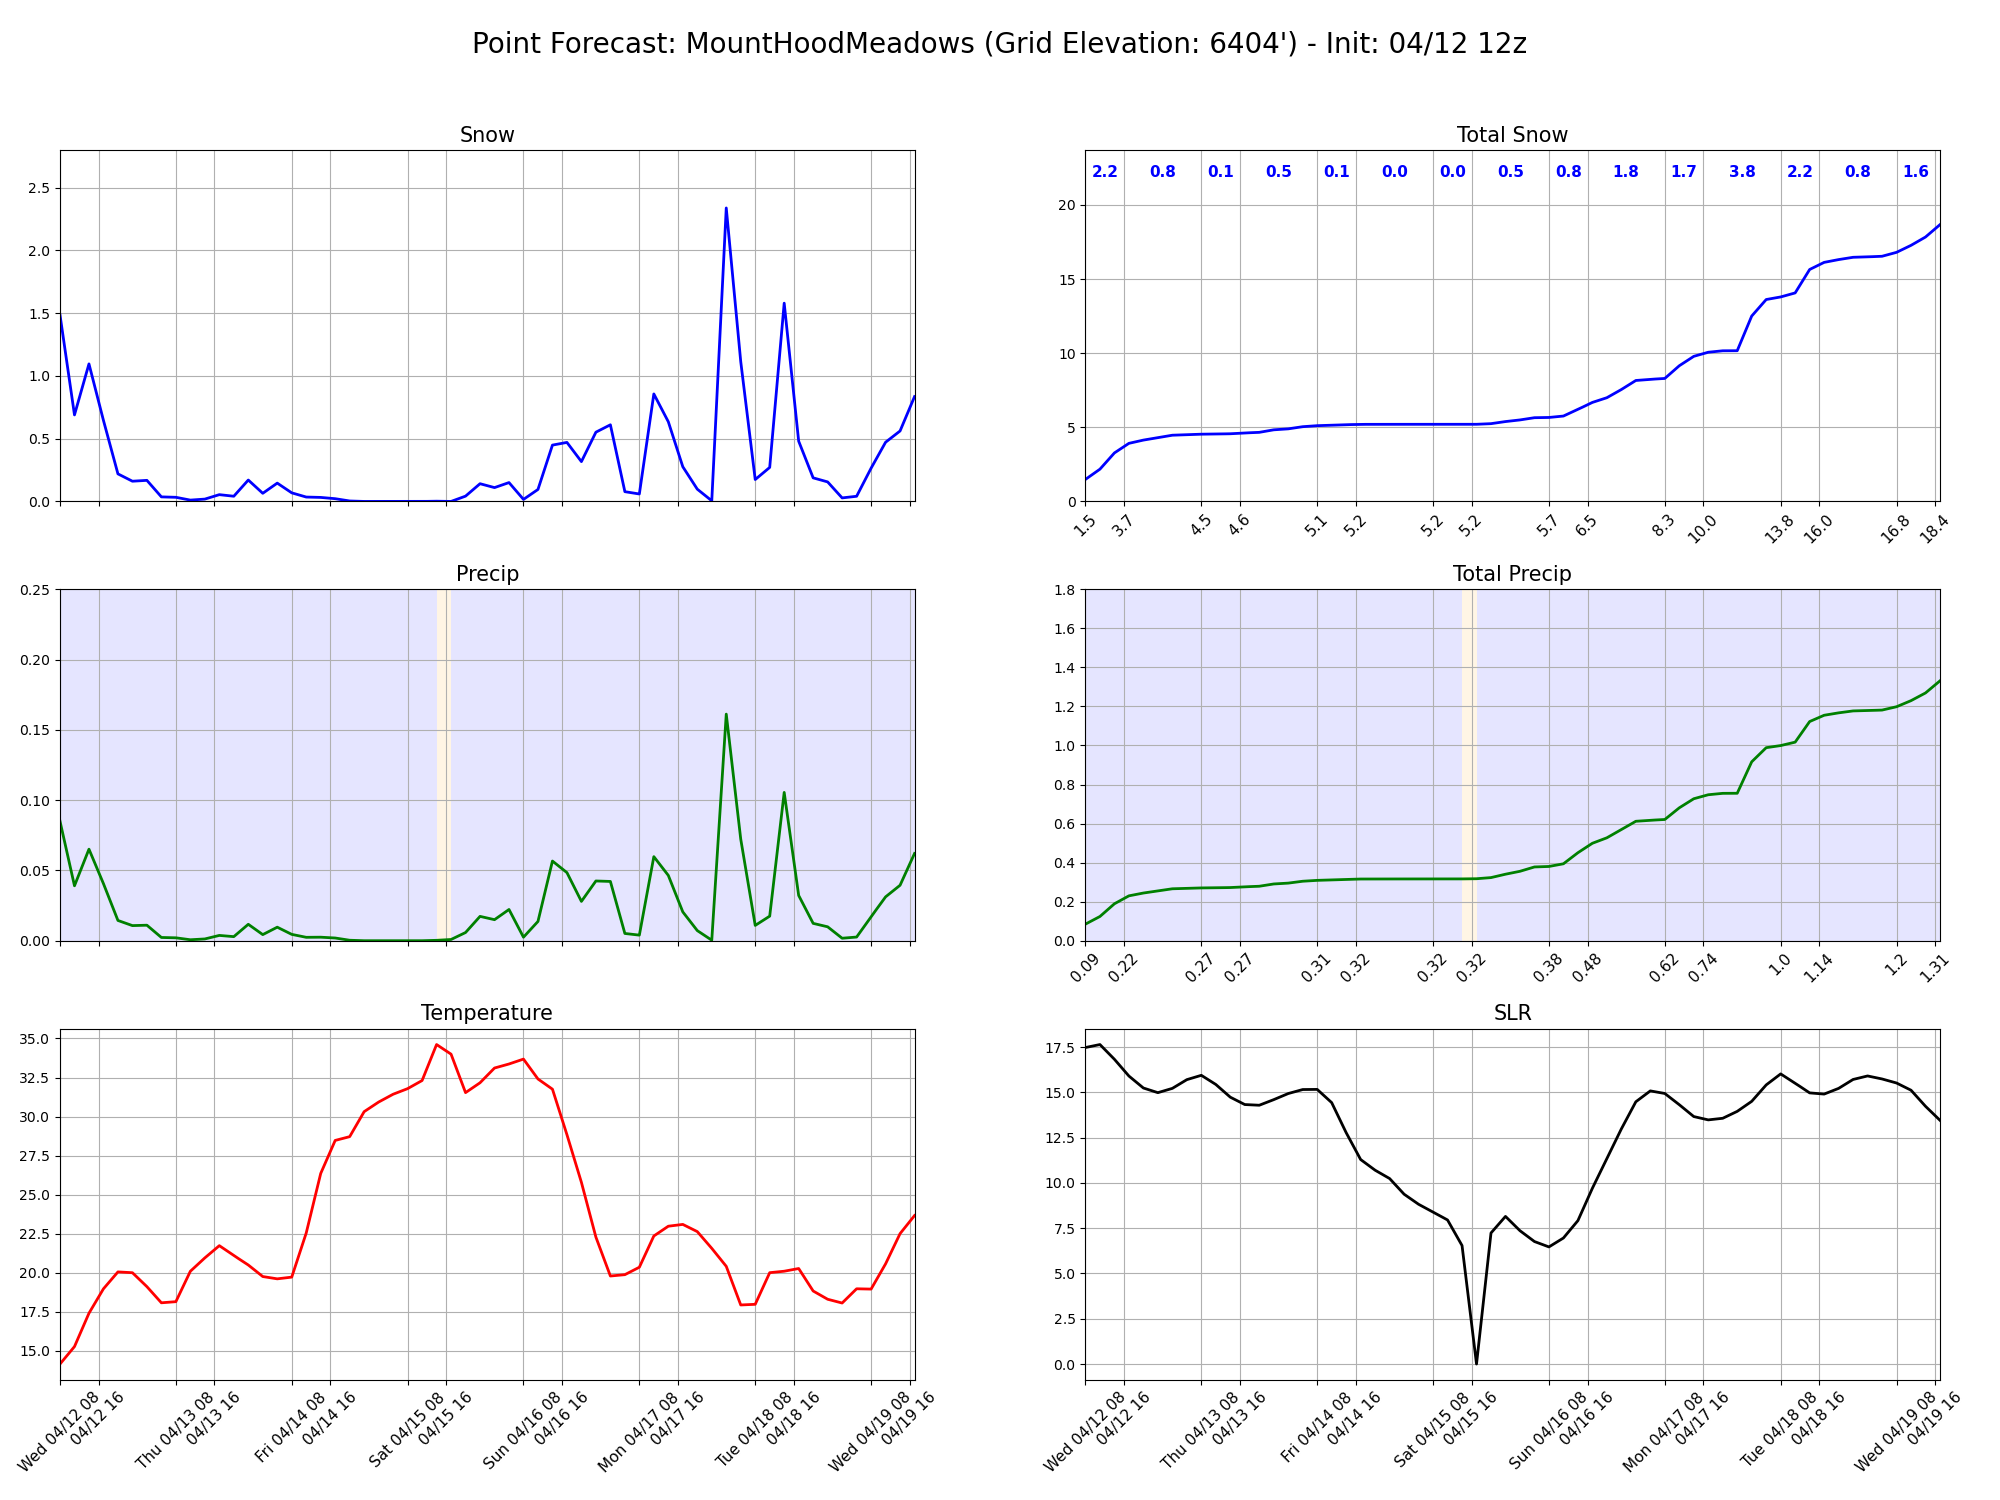 Point Forecast: MountHoodMeadows (Grid Elevation: 6404') - Init: 04/12 12z
Snow
2.5
2.0
1.5
1.0
0.5
0.0
Total Snow
2.2 0.8 0.1 0.5 0.1 0.0 0.0 0.5 0.8 1.8 1.7 3.8 2.2 0.8 1.6
20
15
10
5
0
1.5 3.7 4.5 4.6 5.1 5.2 5.2 5.2 5.7 6.5 8.3 10.0 13.8 16.0 16.8 18.4
Precip
0.25
0.20
0.15
0.10
0.05
0.00
Total Precip
1.8
1.6
1.4
1.2
1.0
0.8
0.6
0.4
0.2
0.0
0.09 0.22 0.27 0.27 0.31 0.32 0.32 0.32 0.38 0.48 0.62 0.74 1.0 1.14 1.2 1.31
Temperature
35.0
32.5
30.0
27.5
25.0
22.5
20.0
17.5
15.0
Wed 04/12 08
04/12 16
Thu 04/13 08
04/13 16
Fri 04/14 08
04/14 16
Sat 04/15 08
04/15 16
Sun 04/16 08
04/16 16
Mon 04/17 08
04/17 16
Tue 04/18 08
04/18 16
Wed 04/19 08
04/19 16
SLR
17.5
15.0
12.5
10.0
7.5
5.0
2.5
0.0
Wed 04/12 08
04/12 16
Thu 04/13 08
04/13 16
Fri 04/14 08
04/14 16
Sat 04/15 08
04/15 16
Sun 04/16 08
04/16 16
Mon 04/17 08
04/17 16
Tue 04/18 08
04/18 16
Wed 04/19 08
04/19 16